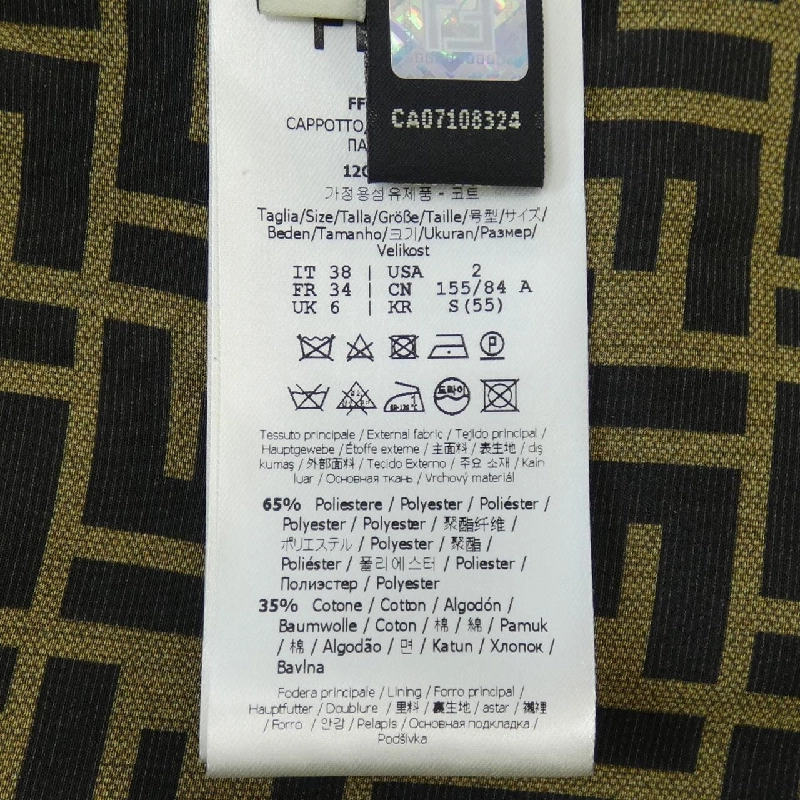 CA07108324
FF
CAPPOTTO
ПА
120
가정용섬유제품 - 코트
Taglia/Size/Talla/Größe/Taille/号型/サイズ/
Beden/Tamanho/크기/Ukuran/Размер/
Velikost
IT 38 | USA 2
FR 34 | CN 155/84 A
UK 6 | KR S(55)
드라이
Tessuto principale / External fabric / Tejido principal /
Hauptgewebe / Étoffe externe / 主面料 / 表生地 / dış
kumaş / 外部面料 / Tecido Externo / 주요 소재 / Kain
luar / Основная ткань / Vrchový materiál
65% Poliestere / Polyester / Poliéster /
Polyester / Polyester / 聚酯纤维 /
ポリエステル / Polyester / 聚酯 /
Poliéster / 폴리에스터 / Poliester /
Полиэстер / Polyester
35% Cotone / Cotton / Algodón /
Baumwolle / Coton / 棉 / 綿 / Pamuk
/ 棉 / Algodão / 면 / Katun / Хлопок /
Bavlna
Fodera principale / Lining / Forro principal /
Hauptfutter / Doublure / 里料 / 裏生地 / astar / 襯裡
/ Forro / 안감 / Pelapis / Основная подкладка /
Podšívka